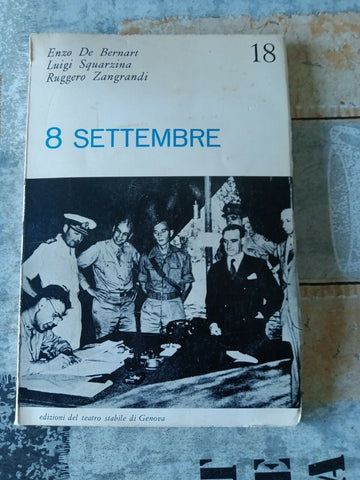 Enzo De Bernart
Luigi Squarzina
Ruggero Zangrandi
18
8 SETTEMBRE
edizioni del teatro stabile di Genova